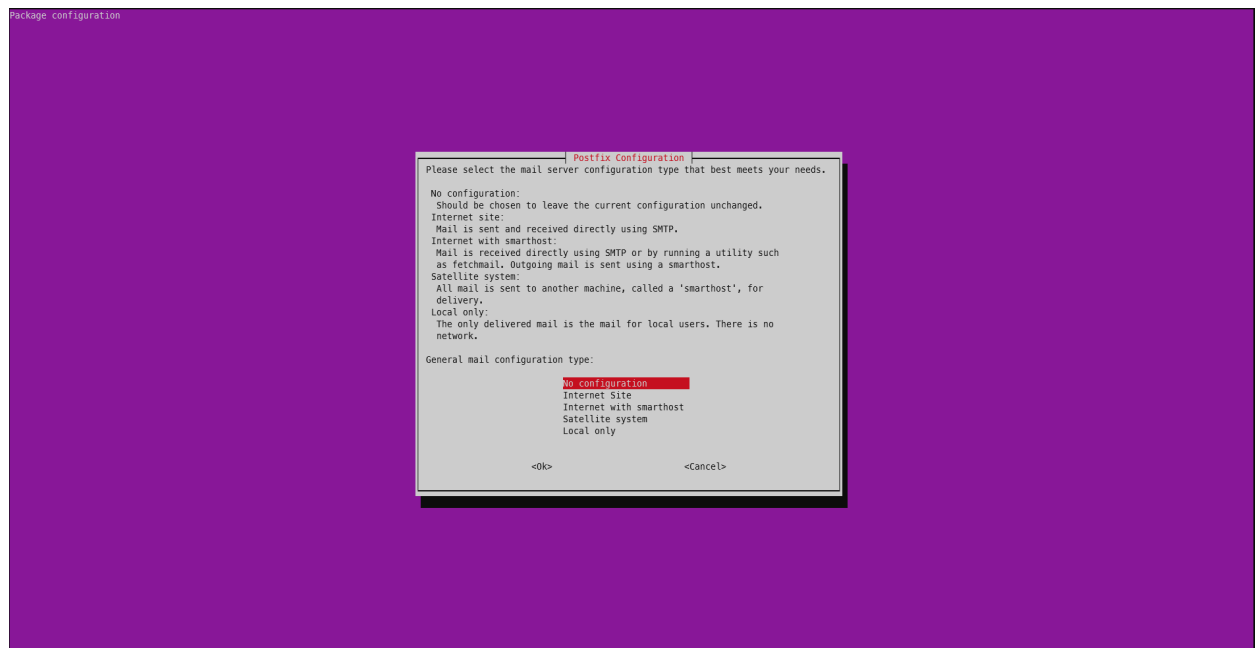 Package configuration
Postfix Configuration
Please select the mail server configuration type that best meets your needs.
No configuration:
Should be chosen to leave the current configuration unchanged.
Internet site:
Mail is sent and received directly using SMTP.
Internet with smarthost:
Mail is received directly using SMTP or by running a utility such
as fetchmail. Outgoing mail is sent using a smarthost.
Satellite system:
All mail is sent to another machine, called a 'smarthost', for
delivery.
Local only:
The only delivered mail is the mail for local users. There is no
network.
General mail configuration type:
No configuration
Internet Site
Internet with smarthost
Satellite system
Local only
<Ok> <Cancel>